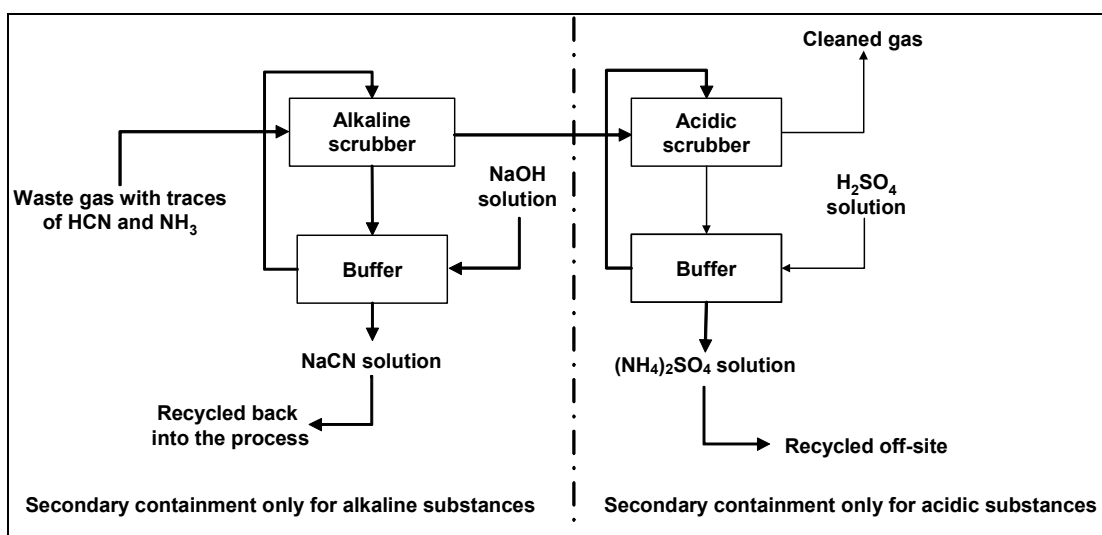 Cleaned gas
Alkaline
scrubber
Acidic
scrubber
NaOH
solution
H₂SO₄
solution
Waste gas with traces
of HCN and NH₃
Buffer
Buffer
NaCN solution
(NH₄)₂SO₄ solution
Recycled back
into the process
Recycled off-site
Secondary containment only for alkaline substances
Secondary containment only for acidic substances